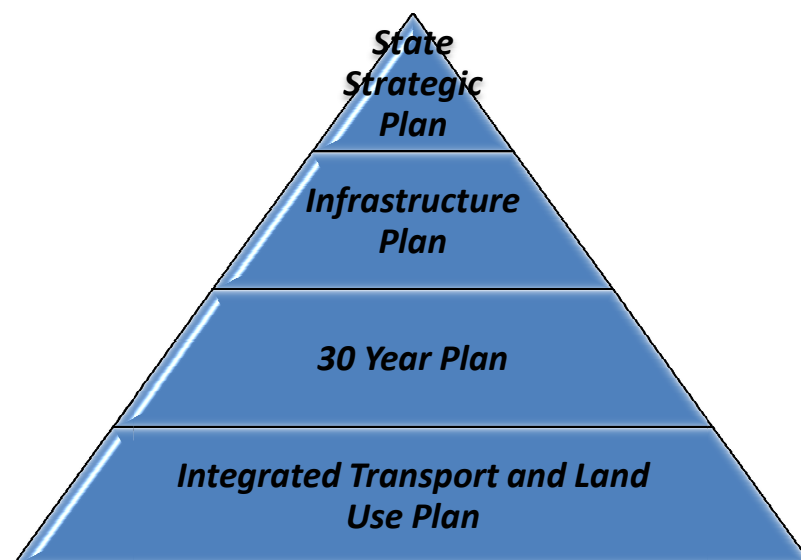 State
Strategic
Plan
Infrastructure
Plan
30 Year Plan
Integrated Transport and Land
Use Plan